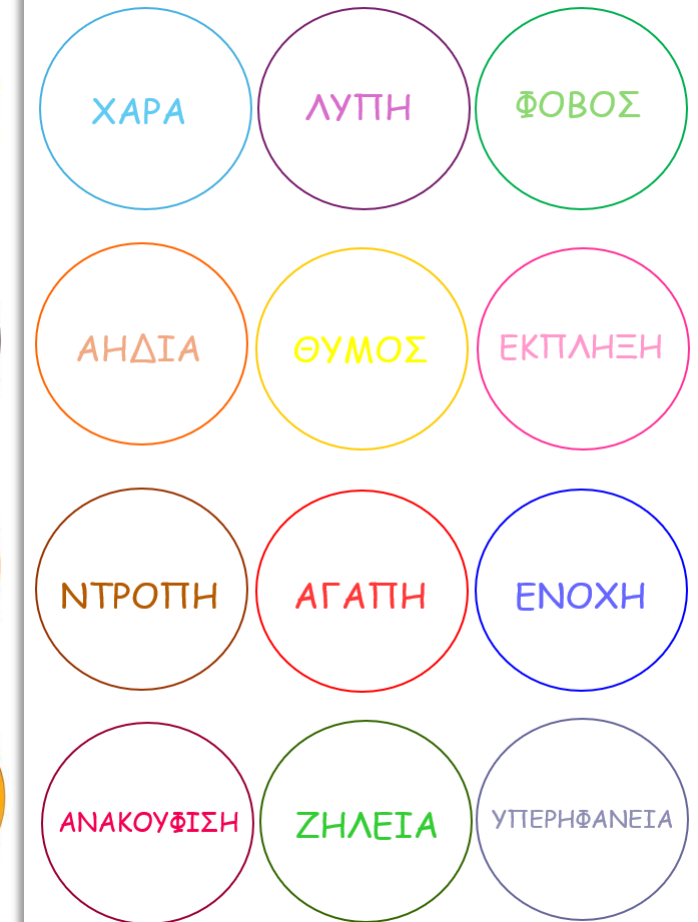 ΧΑΡΑ
ΛΥΠΗ
ΦΟΒΟΣ
ΑΗΔΙΑ
ΘΥΜΟΣ
ΕΚΠΛΗΞΗ
ΝΤΡΟΠΗ
ΑΓΑΠΗ
ΕΝΟΧΗ
ΑΝΑΚΟΥΦΙΣΗ
ΖΗΛΕΙΑ
ΥΠΕΡΗΦΑΝΕΙΑ